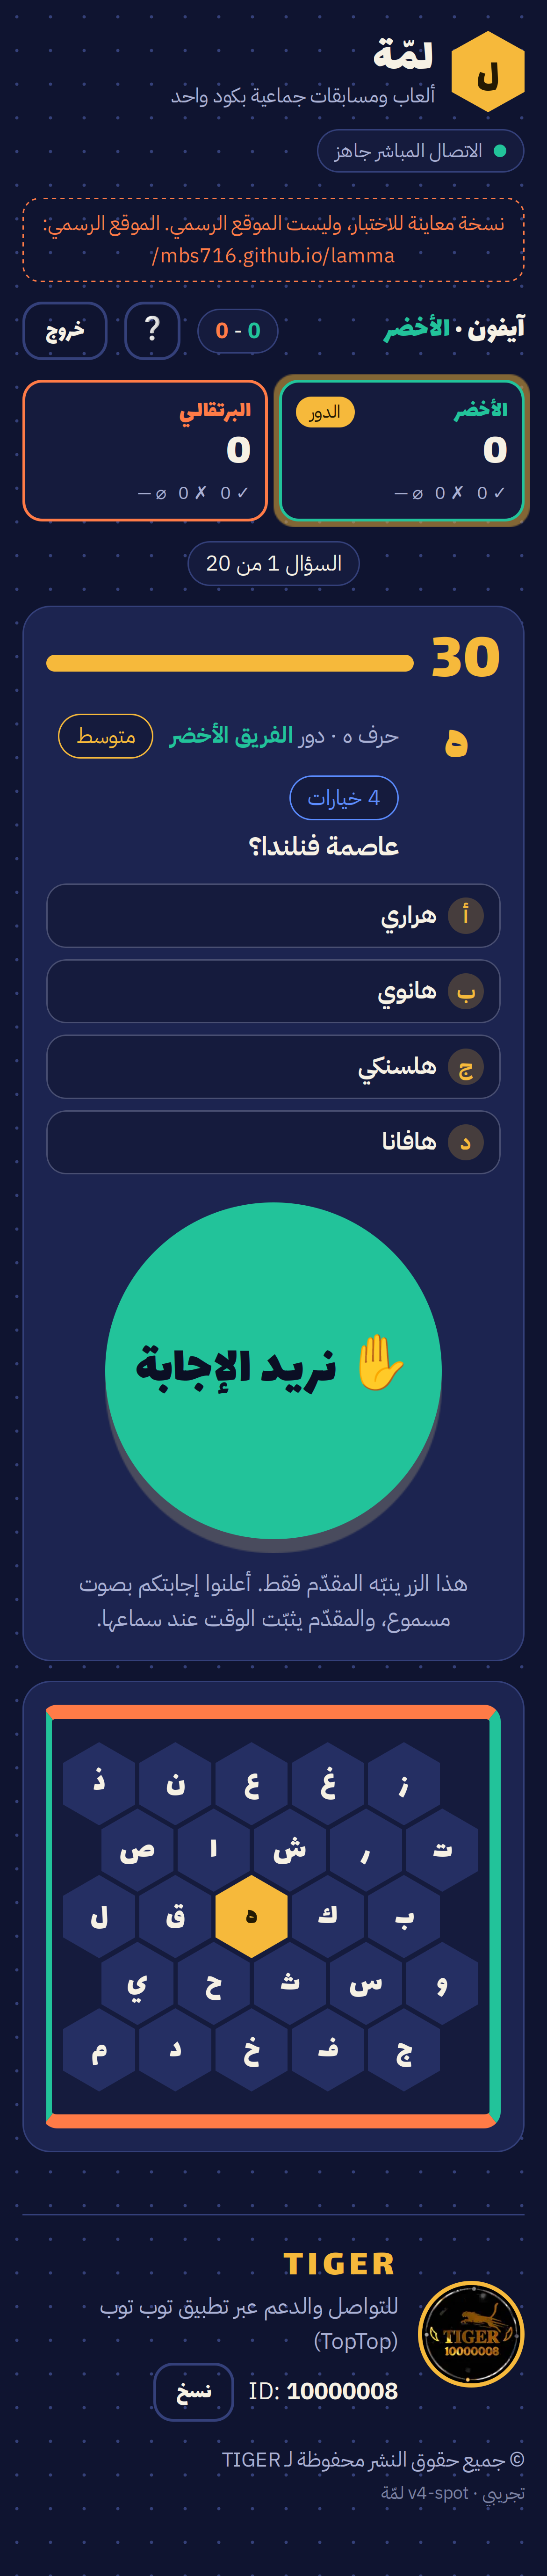 ل
لمّة
ألعاب ومسابقات جماعية بكود واحد
الاتصال المباشر جاهز
نسخة معاينة للاختبار، وليست الموقع الرسمي. الموقع الرسمي:
mbs716.github.io/lamma/
آيفون · الأخضر
0 - 0
?
خروج
الأخضر
الدور
0
✓ 0 ✗ 0 ⌀ —
البرتقالي
0
✓ 0 ✗ 0 ⌀ —
السؤال 1 من 20
30
ه
حرف ه · دور الفريق الأخضر
متوسط
4 خيارات
عاصمة فنلندا؟
أ هراري
ب هانوي
ج هلسنكي
د هافانا
✋ نريد الإجابة
هذا الزر ينبّه المقدّم فقط. أعلنوا إجابتكم بصوت
مسموع، والمقدّم يثبّت الوقت عند سماعها.
ز غ ع ن ذ
ت ر ش ا ص
ب ك ه ق ل
و س ث ح ي
ج ف خ د م
TIGER
10000008
TIGER
للتواصل والدعم عبر تطبيق توب توب
(TopTop)
ID: 10000008
نسخ
© جميع حقوق النشر محفوظة لـ TIGER
تجريبي · v4-spot لمّة